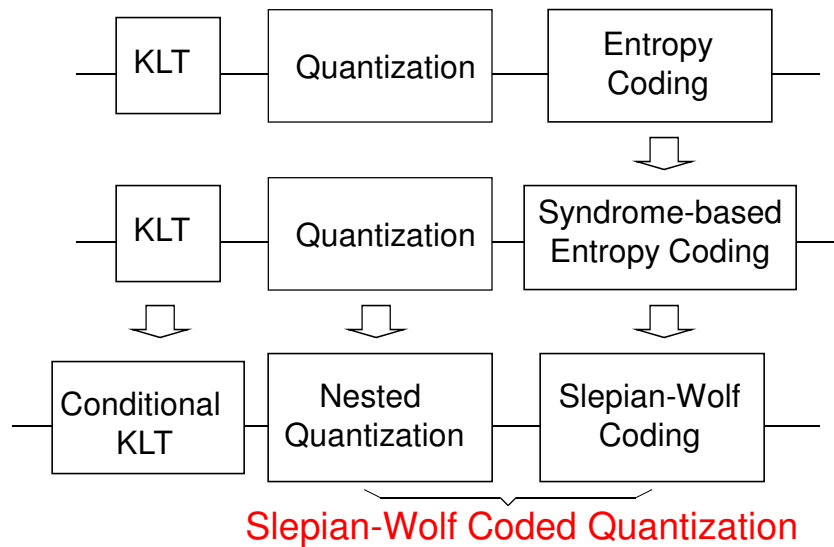 KLT
Quantization
Entropy
Coding
KLT
Quantization
Syndrome-based
Entropy Coding
Conditional
KLT
Nested
Quantization
Slepian-Wolf
Coding
Slepian-Wolf Coded Quantization